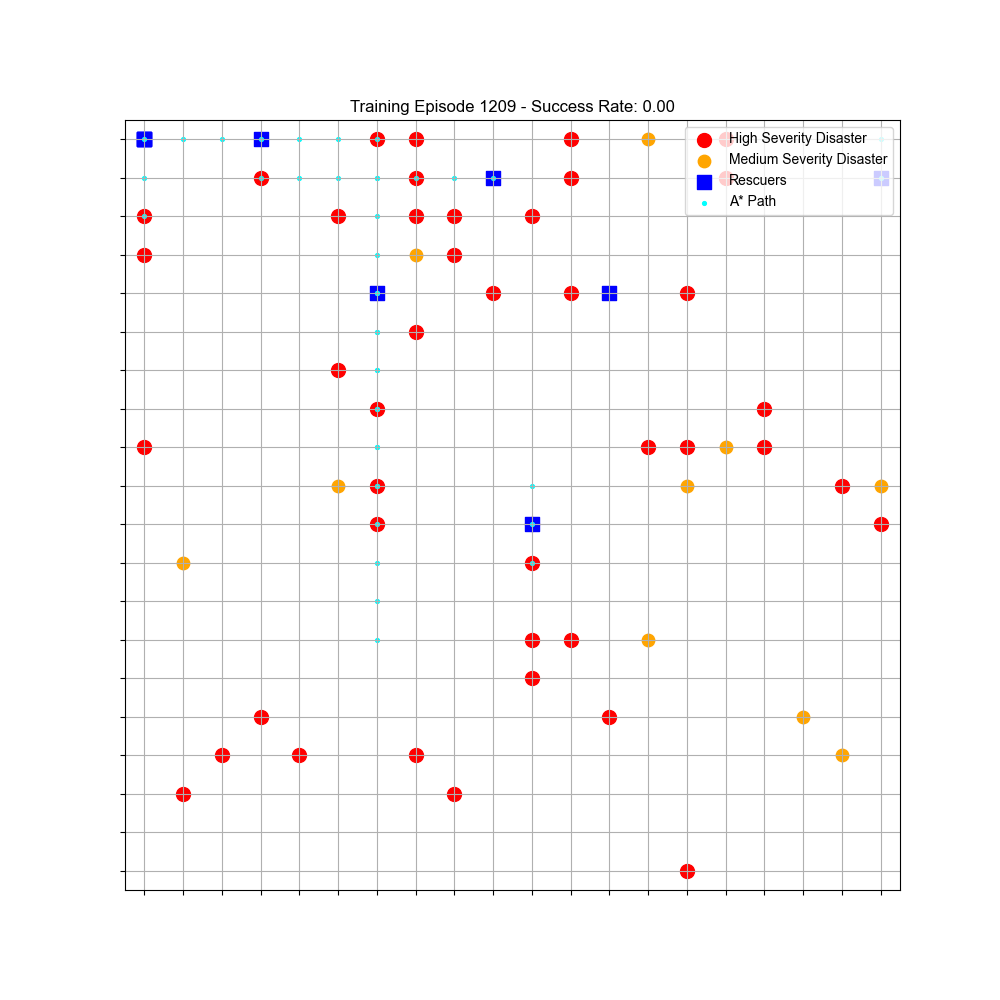 Training Episode 1209 - Success Rate: 0.00
High Severity Disaster
Medium Severity Disaster
Rescuers
A* Path